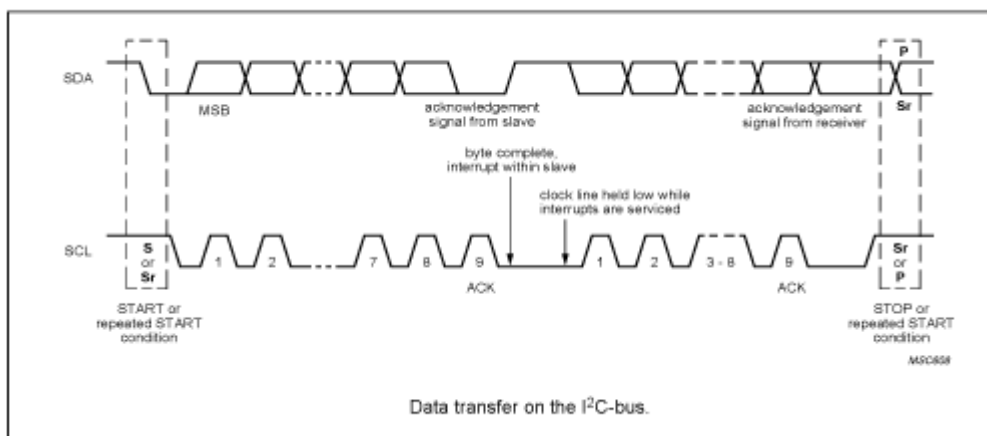 P
SDA
MSB
acknowledgement
signal from slave
acknowledgement
signal from receiver
Sr
byte complete,
interrupt within slave
clock line held low while
interrupts are serviced
SCL
S
or
Sr
1
2
7
8
9
1
2
3 - 8
9
Sr
or
P
ACK
ACK
START or
repeated START
condition
STOP or
repeated START
condition
MSC608
Data transfer on the I²C-bus.